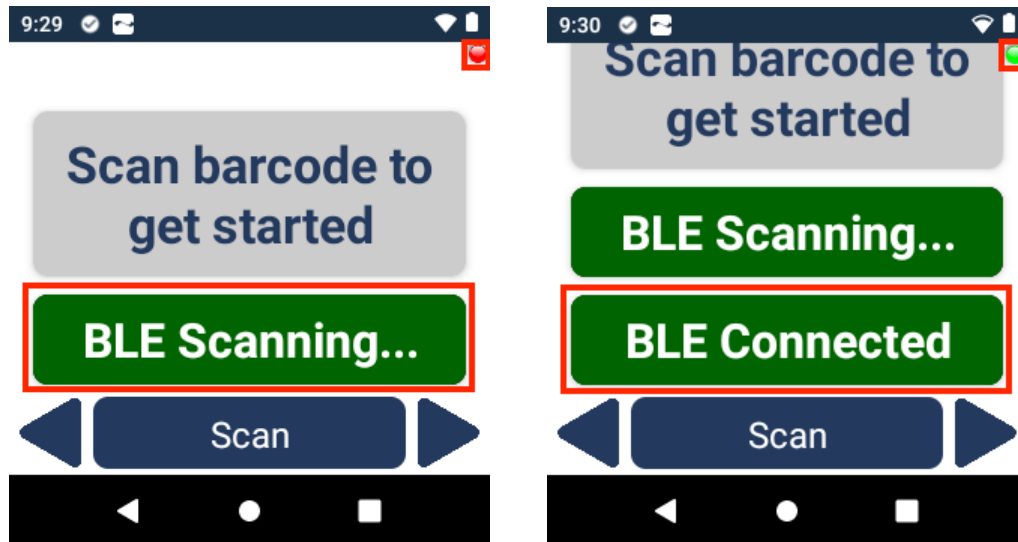 9:29
Scan barcode to
get started
BLE Scanning...
Scan
9:30
Scan barcode to
get started
BLE Scanning...
BLE Connected
Scan